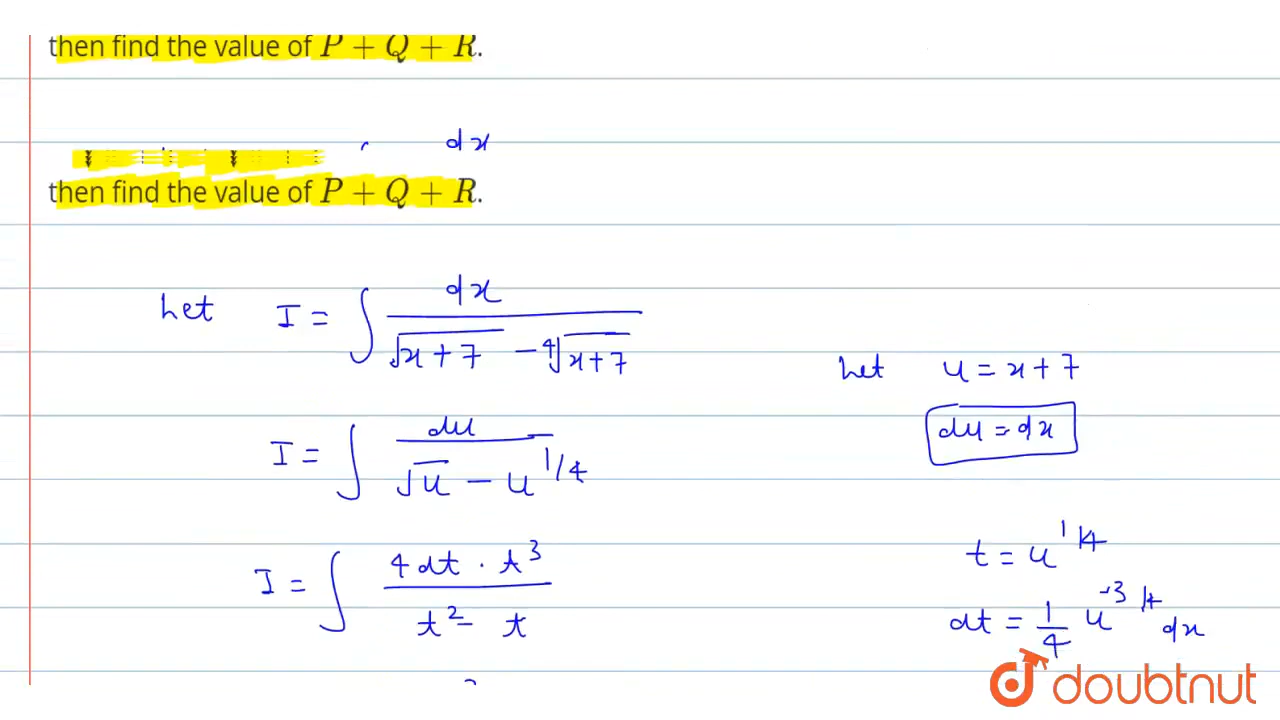 then find the value of P + Q + R.
dx
then find the value of P + Q + R.
Let I = ∫ dx / (√(x+7) − ⁴√(x+7))
Let u = x + 7
du = dx
I = ∫ du / (√u − u^1/4)
t = u^1/4
I = ∫ 4dt · t³ / (t² − t)
dt = 1/4 u^-3/4 dx
doubtnut